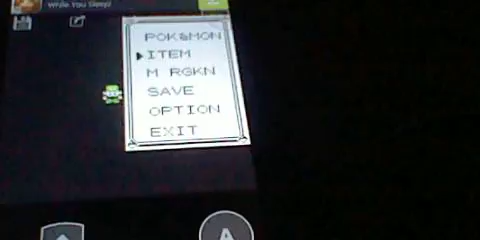 While You Sleep!
POKéMON
ITEM
M RGKN
SAVE
OPTION
EXIT
A